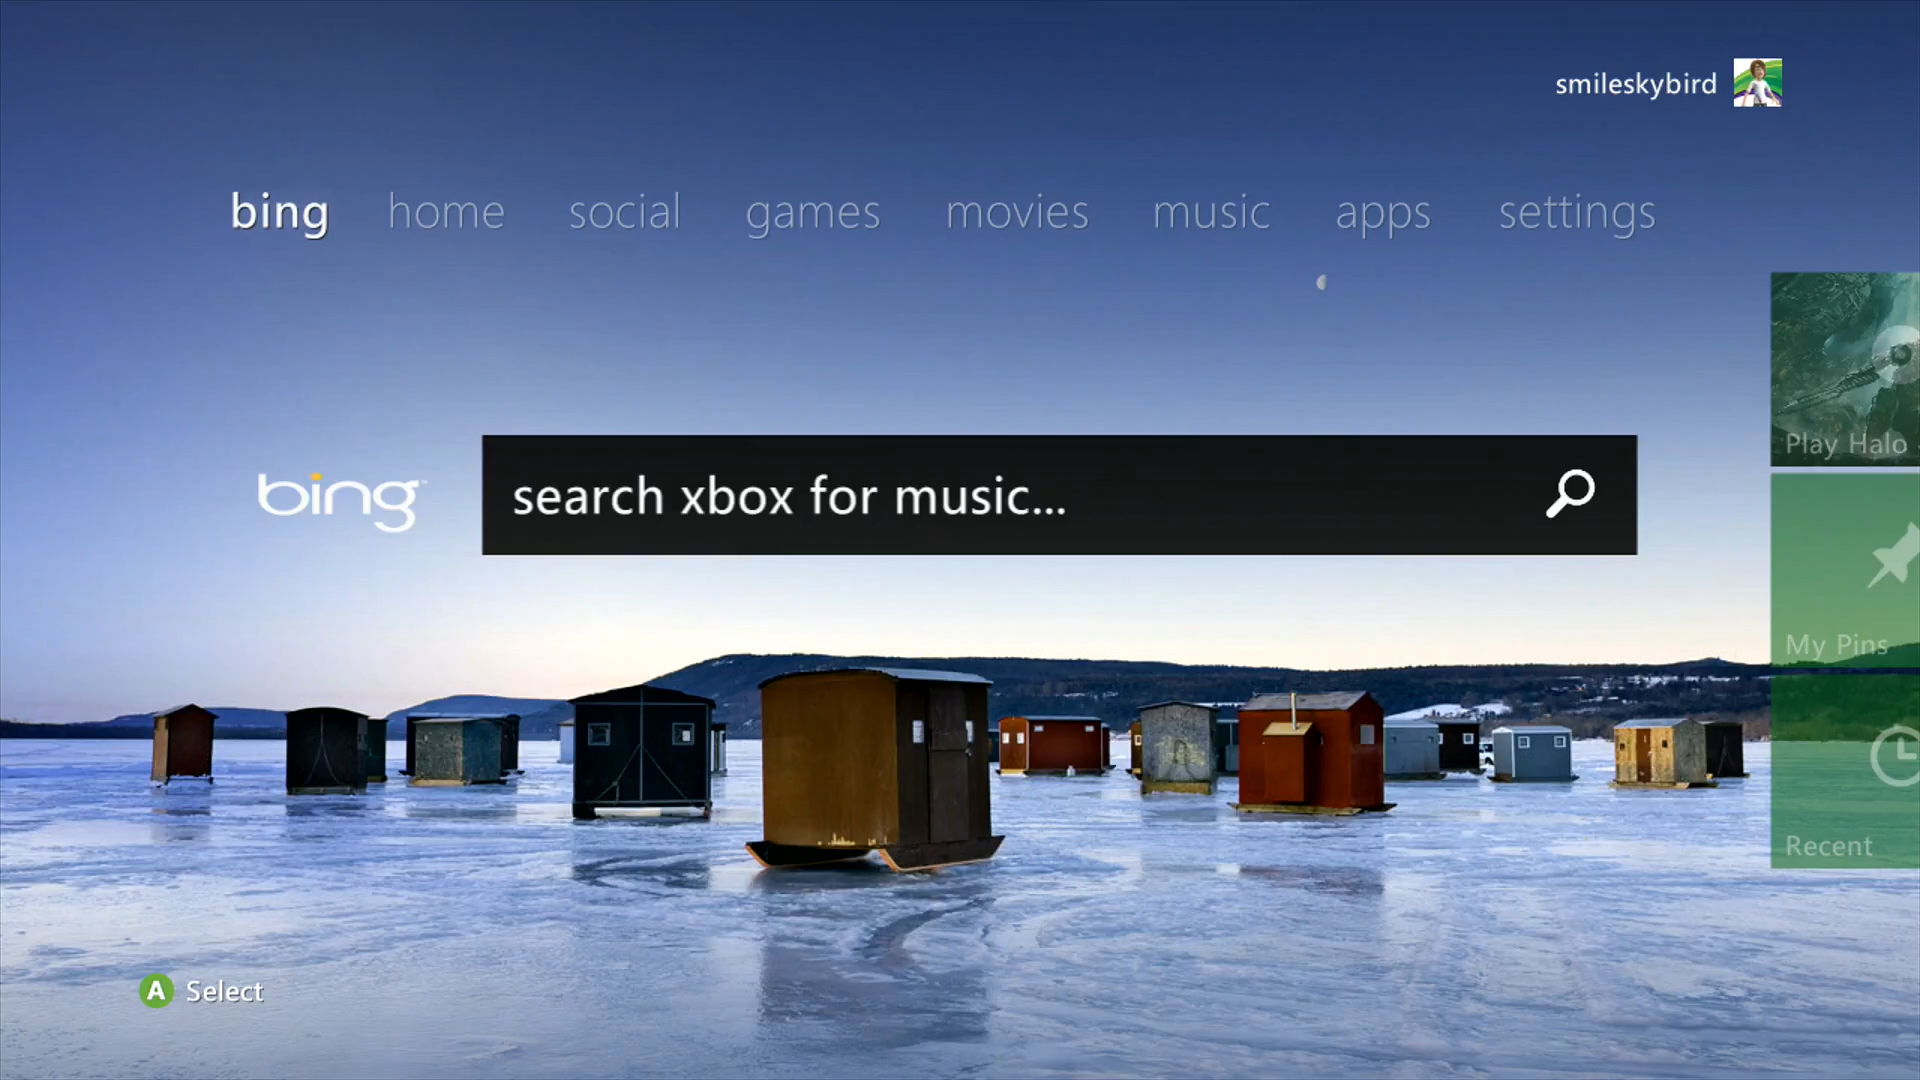 smileskybird
bing home social games movies music apps settings
Play Halo
bing
search xbox for music...
My Pins
Recent
A Select